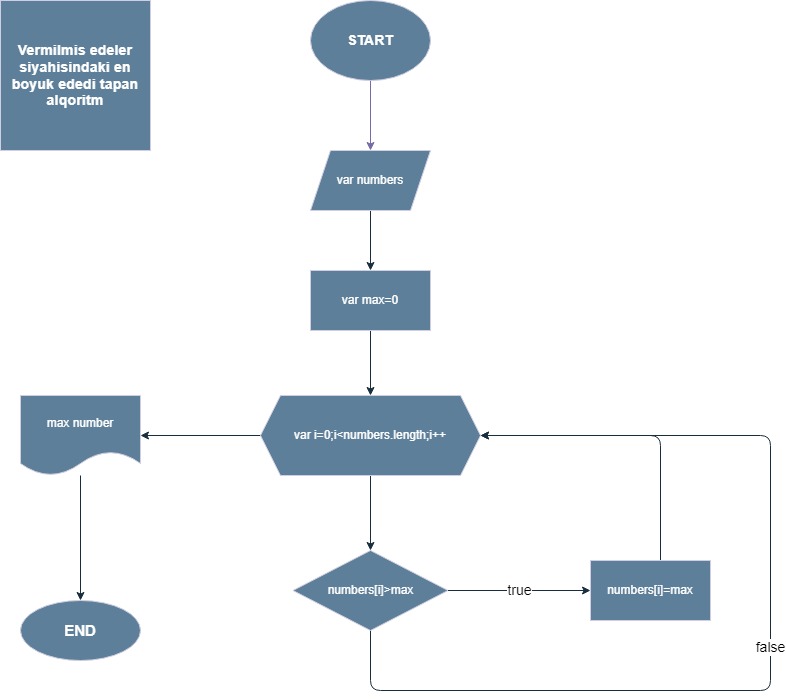 Vermilmis edeler
siyahisindaki en
boyuk ededi tapan
alqoritm
START
var numbers
var max=0
var i=0;i<numbers.length;i++
max number
numbers[i]>max
true
numbers[i]=max
false
END